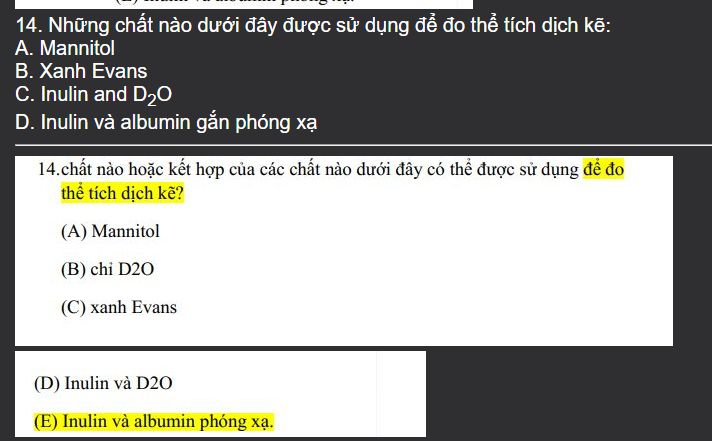 14. Những chất nào dưới đây được sử dụng để đo thể tích dịch kẽ:
A. Mannitol
B. Xanh Evans
C. Inulin and D₂O
D. Inulin và albumin gắn phóng xạ
14.chất nào hoặc kết hợp của các chất nào dưới đây có thể được sử dụng để đo
thể tích dịch kẽ?
(A) Mannitol
(B) chỉ D2O
(C) xanh Evans
(D) Inulin và D2O
(E) Inulin và albumin phóng xạ.